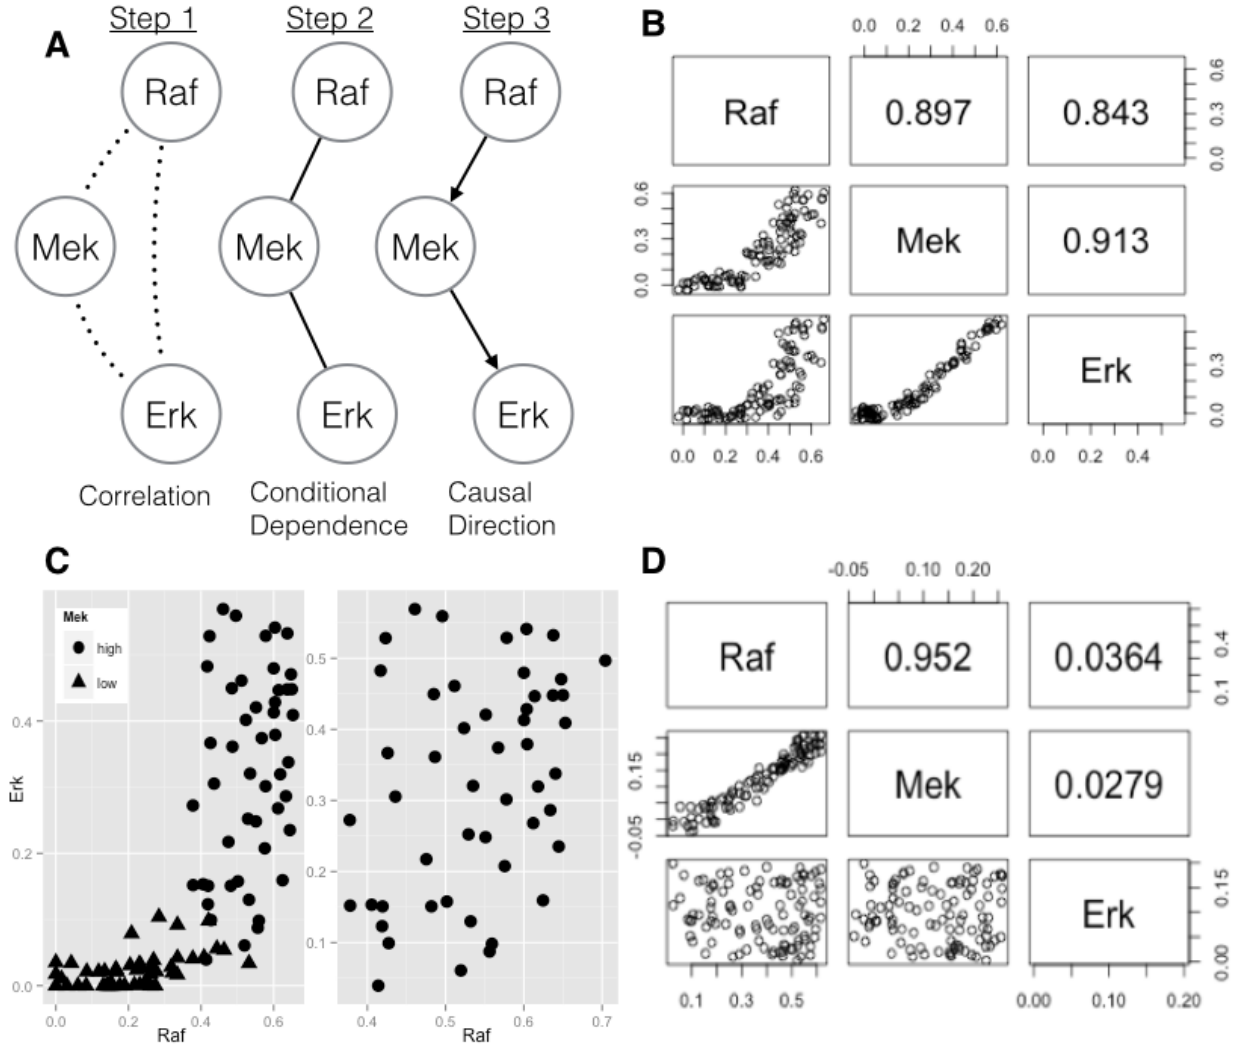 A
Step 1 Step 2 Step 3
Raf Raf Raf
Mek Mek Mek
Erk Erk Erk
Correlation
Conditional
Dependence
Causal
Direction
B
0.0 0.2 0.4 0.6
Raf 0.897 0.843
0.0 0.3 0.6
0.0 0.3 0.6
Mek 0.913
Erk
0.0 0.3
0.0 0.2 0.4 0.6
0.0 0.2 0.4
C
Mek
high
low
0.4
0.2
0.0
Erk
0.0 0.2 0.4 0.6
Raf
0.5
0.4
0.3
0.2
0.1
0.4 0.5 0.6 0.7
Raf
D
-0.05 0.10 0.20
Raf 0.952 0.0364
0.1 0.4
-0.05 0.15
Mek 0.0279
Erk
0.00 0.15
0.1 0.3 0.5
0.00 0.10 0.20